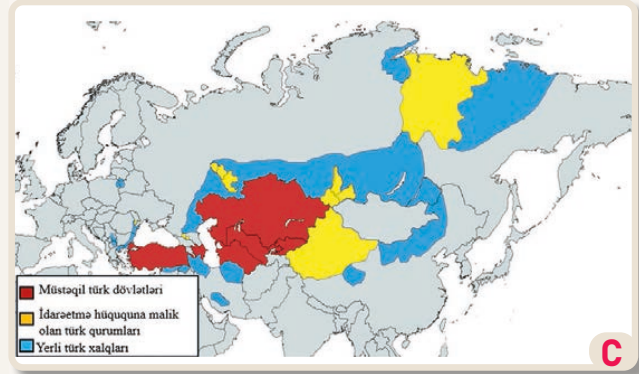 Müstəqil türk dövlətləri
İdarəetmə hüququna malik
olan türk qurumları
Yerli türk xalqları
C